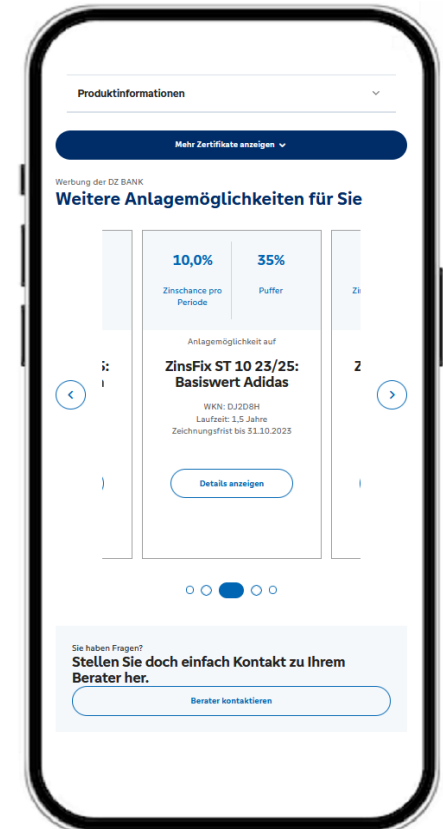 Produktinformationen
Mehr Zertifikate anzeigen
Werbung der DZ BANK
Weitere Anlagemöglichkeiten für Sie
10,0%
35%
Zinschance pro
Periode
Puffer
Anlagemöglichkeit auf
ZinsFix ST 10 23/25:
Basiswert Adidas
WKN: DJ2D8H
Laufzeit: 1,5 Jahre
Zeichnungsfrist bis 31.10.2023
Details anzeigen
Sie haben Fragen?
Stellen Sie doch einfach Kontakt zu Ihrem
Berater her.
Berater kontaktieren